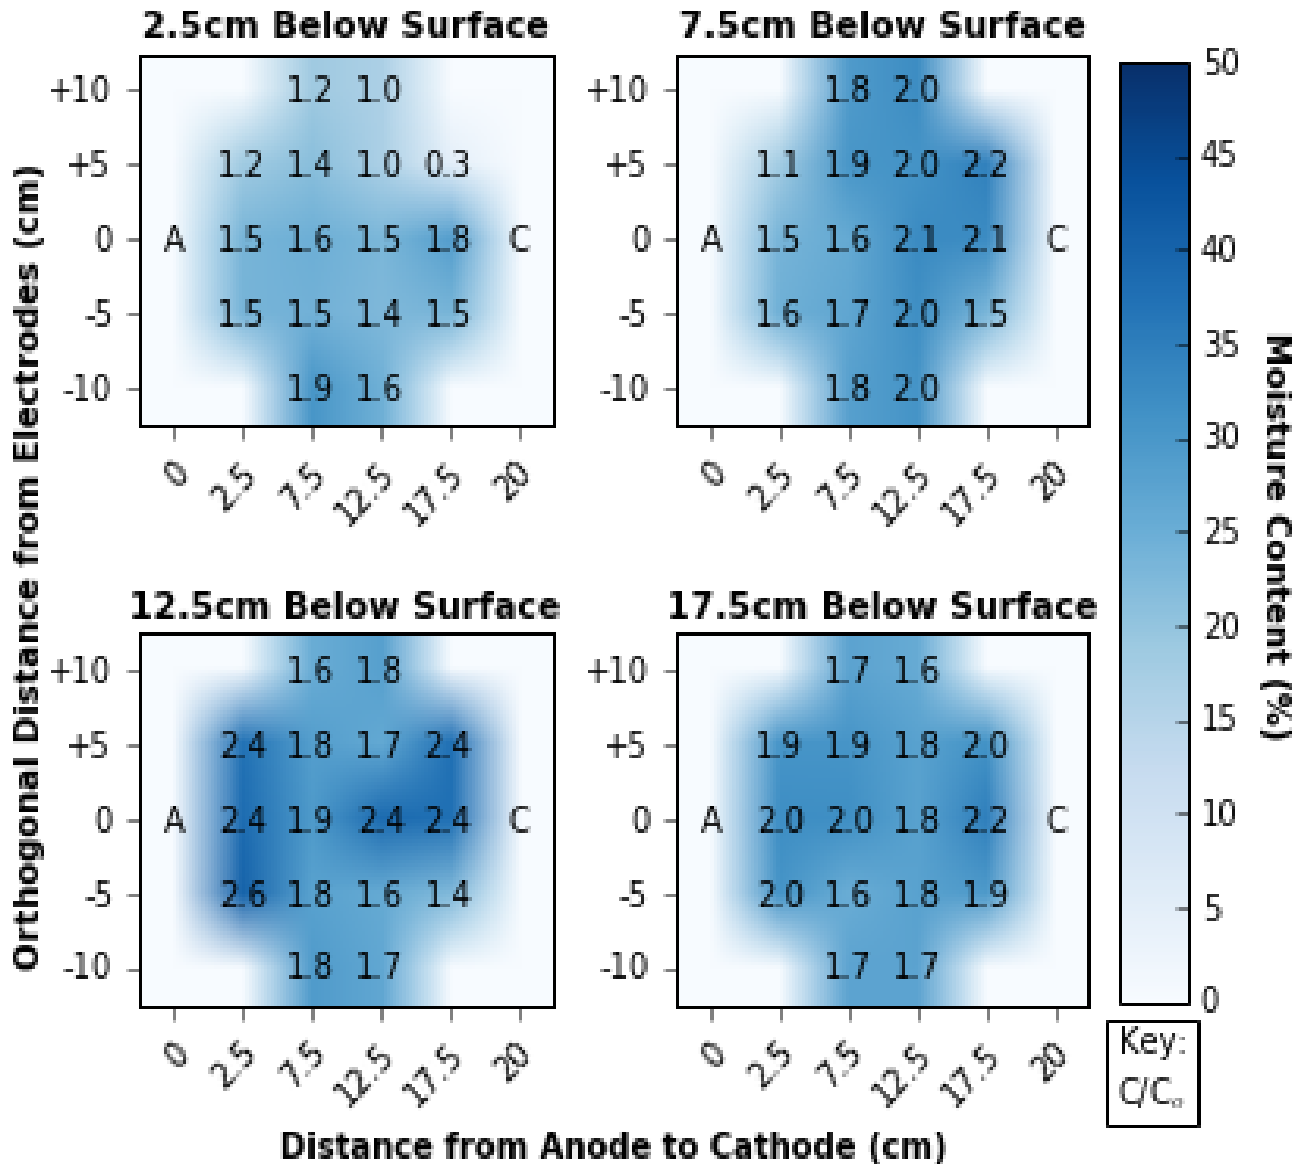 2.5cm Below Surface
+10 1.2 1.0
+5 1.2 1.4 1.0 0.3
0 A 1.5 1.6 1.5 1.8 C
-5 1.5 1.5 1.4 1.5
-10 1.9 1.6
0 2.5 7.5 12.5 17.5 20
7.5cm Below Surface
+10 1.8 2.0
+5 1.1 1.9 2.0 2.2
0 A 1.5 1.6 2.1 2.1 C
-5 1.6 1.7 2.0 1.5
-10 1.8 2.0
0 2.5 7.5 12.5 17.5 20
12.5cm Below Surface
+10 1.6 1.8
+5 2.4 1.8 1.7 2.4
0 A 2.4 1.9 2.4 2.4 C
-5 2.6 1.8 1.6 1.4
-10 1.8 1.7
0 2.5 7.5 12.5 17.5 20
17.5cm Below Surface
+10 1.7 1.6
+5 1.9 1.9 1.8 2.0
0 A 2.0 2.0 1.8 2.2 C
-5 2.0 1.6 1.8 1.9
-10 1.7 1.7
0 2.5 7.5 12.5 17.5 20
Orthogonal Distance from Electrodes (cm)
Distance from Anode to Cathode (cm)
50
45
40
35
30
25
20
15
10
5
0
Moisture Content (%)
Key:
C/C₀